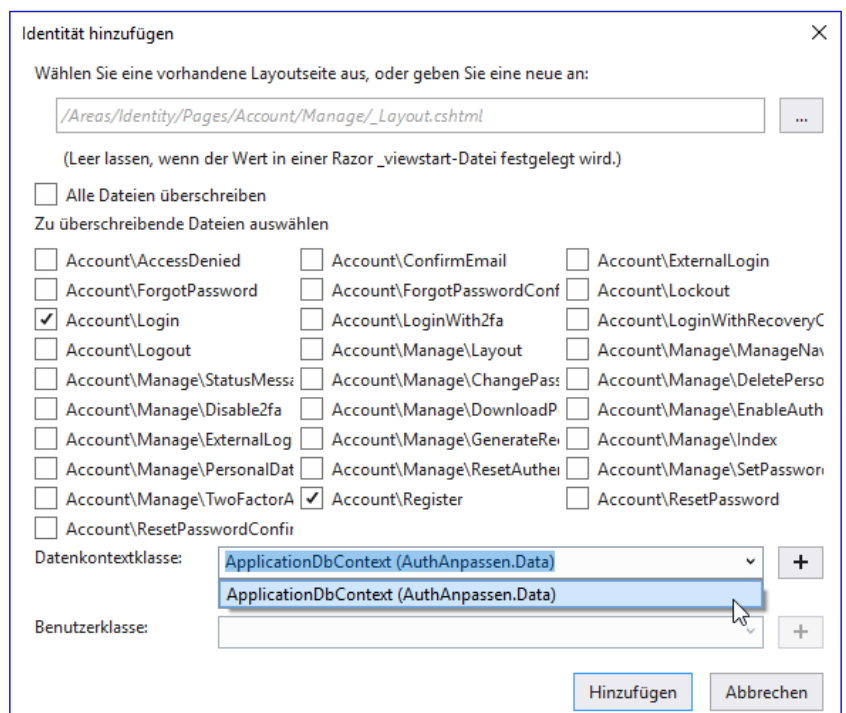 Identität hinzufügen
Wählen Sie eine vorhandene Layoutseite aus, oder geben Sie eine neue an:
/Areas/Identity/Pages/Account/Manage/_Layout.cshtml ...
(Leer lassen, wenn der Wert in einer Razor _viewstart-Datei festgelegt wird.)
Alle Dateien überschreiben
Zu überschreibende Dateien auswählen
Account\AccessDenied Account\ConfirmEmail Account\ExternalLogin
Account\ForgotPassword Account\ForgotPasswordConf Account\Lockout
Account\Login Account\LoginWith2fa Account\LoginWithRecoveryC
Account\Logout Account\Manage\Layout Account\Manage\ManageNav
Account\Manage\StatusMessa Account\Manage\ChangePass Account\Manage\DeletePerso
Account\Manage\Disable2fa Account\Manage\DownloadP Account\Manage\EnableAuth
Account\Manage\ExternalLogi Account\Manage\GenerateRe Account\Manage\Index
Account\Manage\PersonalDat Account\Manage\ResetAuthe Account\Manage\SetPassword
Account\Manage\TwoFactorA Account\Register Account\ResetPassword
Account\ResetPasswordConfir
Datenkontextklasse: ApplicationDbContext (AuthAnpassen.Data) +
ApplicationDbContext (AuthAnpassen.Data)
Benutzerklasse: +
Hinzufügen Abbrechen